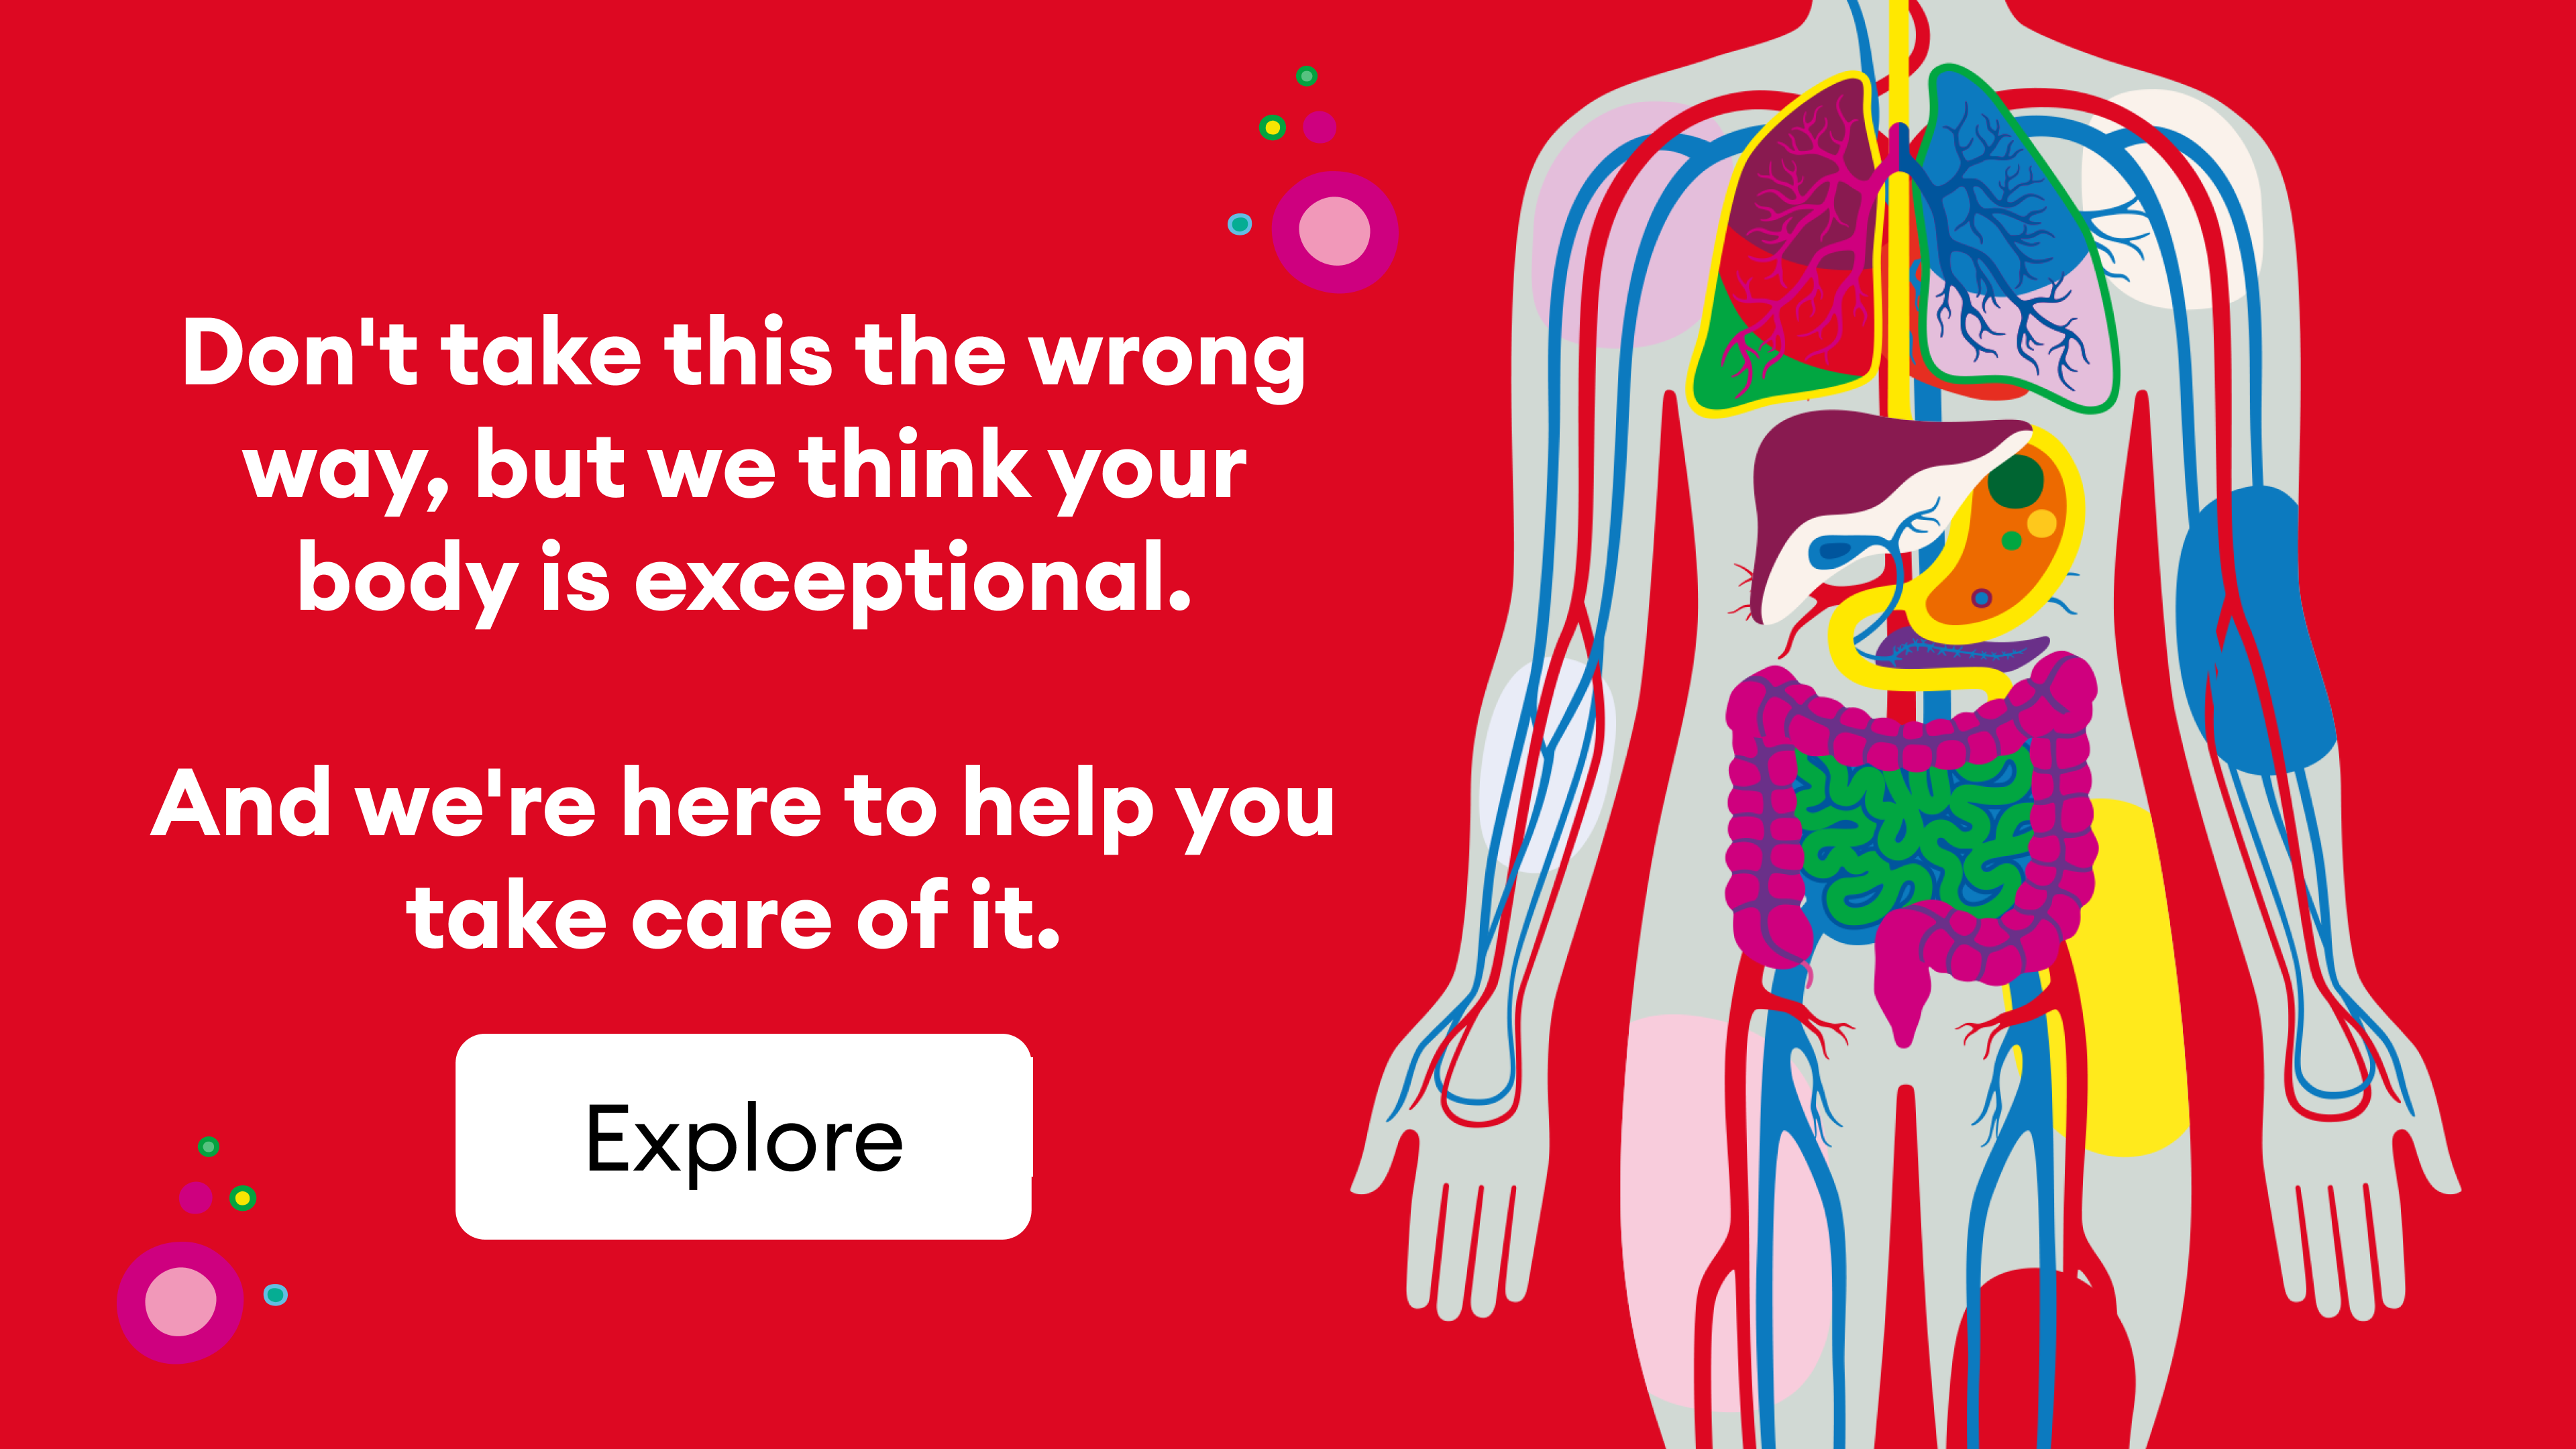 Don't take this the wrong
way, but we think your
body is exceptional.
And we're here to help you
take care of it.
Explore